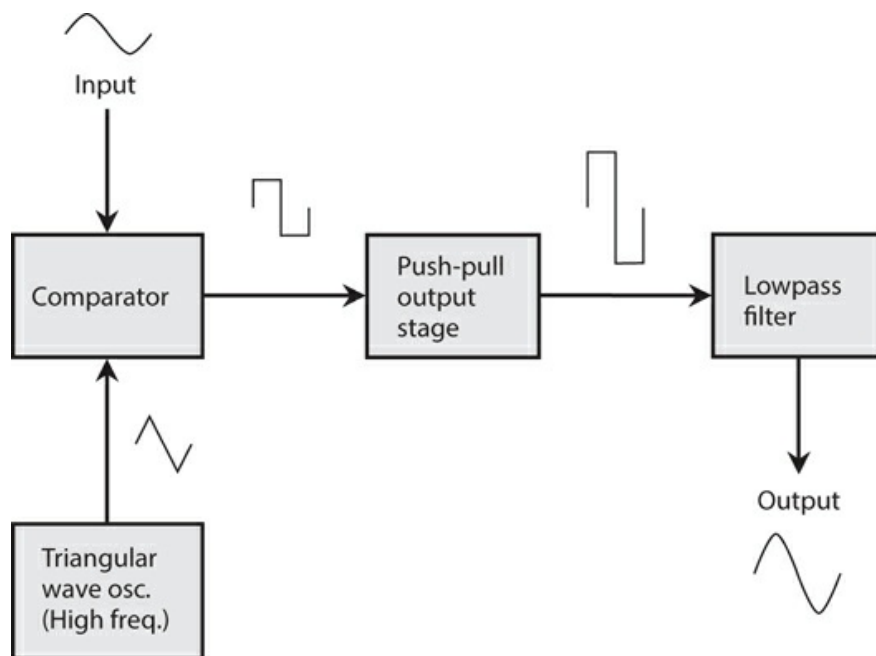 Input
Comparator
Push-pull
output
stage
Lowpass
filter
Triangular
wave osc.
(High freq.)
Output